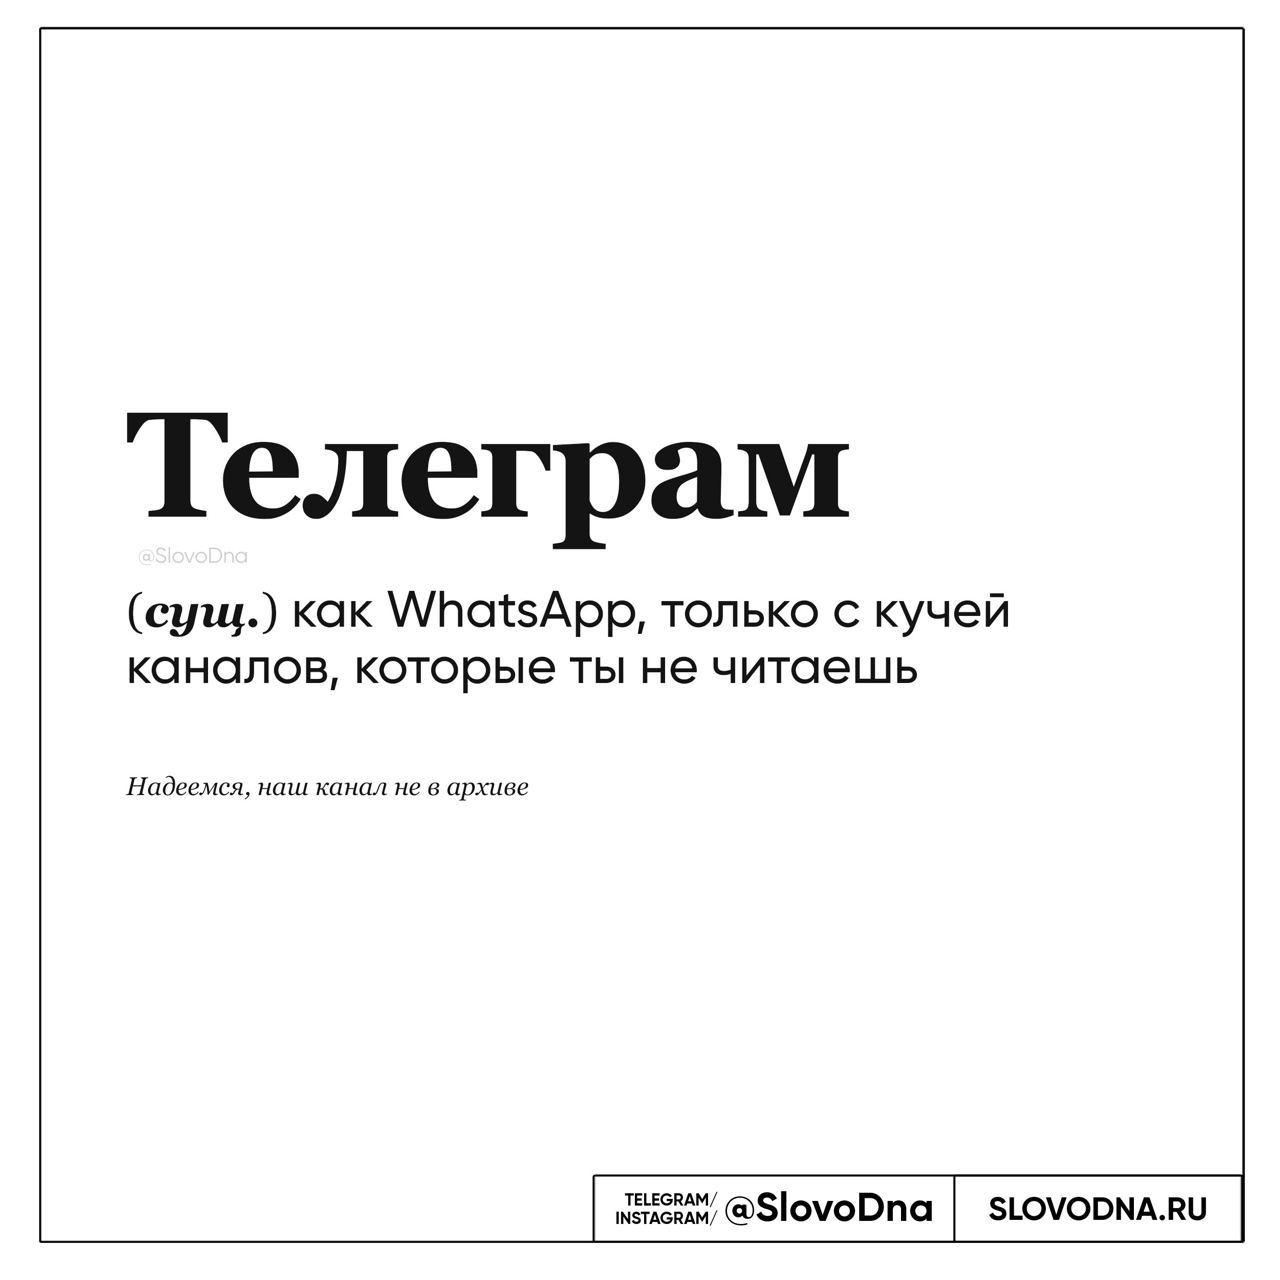 Телеграм
@SlovoDna
(сущ.) как WhatsApp, только с кучей
каналов, которые ты не читаешь
Надеемся, наш канал не в архиве
TELEGRAM/
INSTAGRAM/
@SlovoDna
SLOVODNA.RU